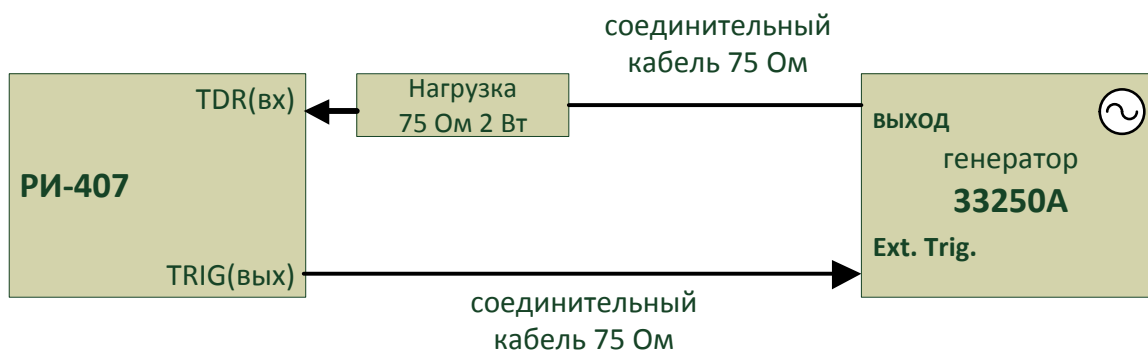 соединительный
кабель 75 Ом
TDR(вх)
Нагрузка
75 Ом 2 Вт
выход
генератор
33250А
РИ-407
Ext. Trig.
TRIG(вых)
соединительный
кабель 75 Ом